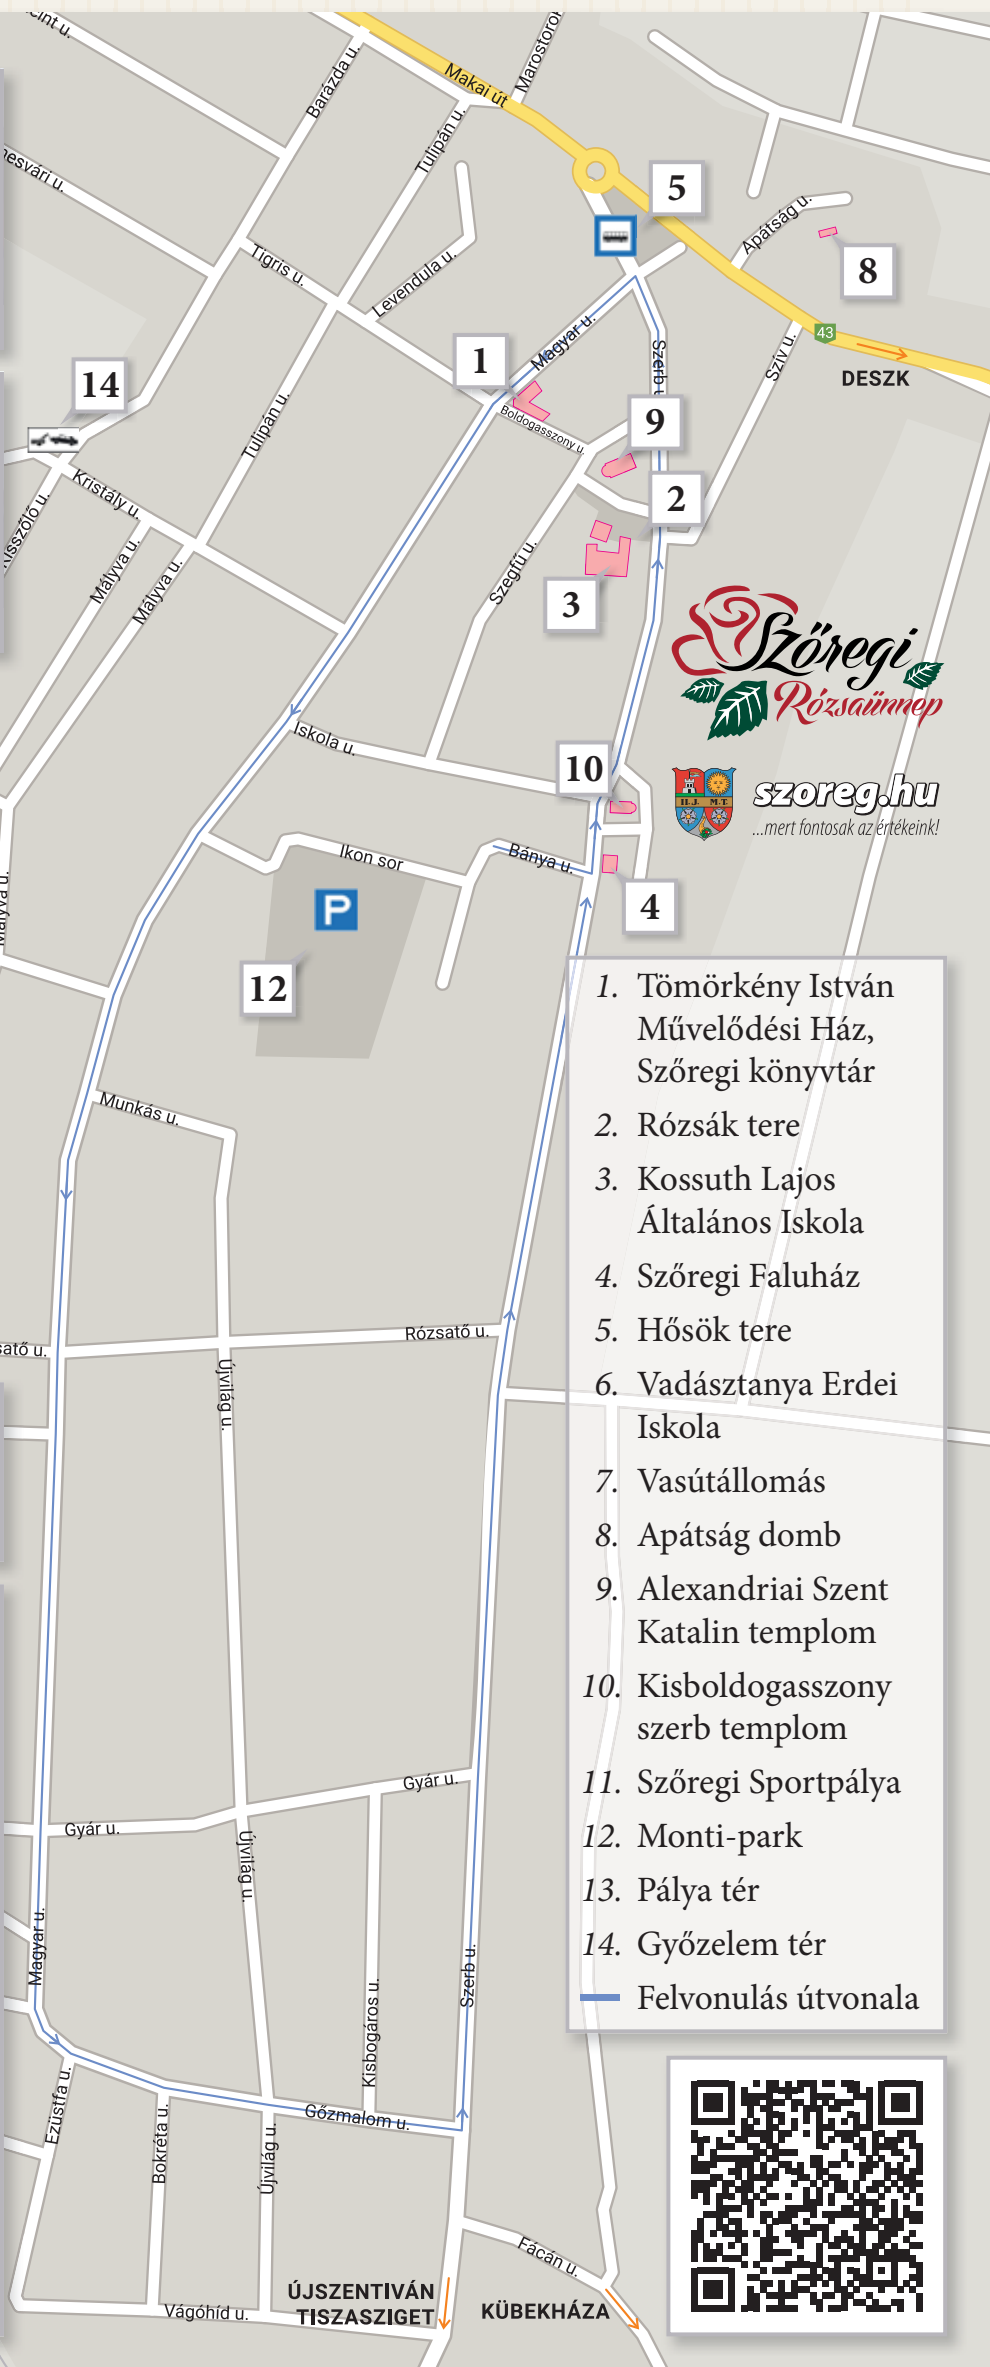 Barázda u.
Makai út
Marostorok
Tulipán u.
5
Apátság u.
8
Tigris u.
Levendula u.
43
DESZK
Magyar u.
Szerb u.
Szív u.
1
14
Boldogasszony u.
9
Tulipán u.
Kristály u.
2
Kisszőlő u.
Mályva u.
Mályva u.
Szegfű u.
3
Szőregi
Rózsaünnep
Iskola u.
10
H.J. M.T.
szoreg.hu
...mert fontosak az értékeink!
Ikon sor
Bánya u.
Mályva u.
P
4
12
Munkás u.
Rózsatő u.
Újvilág u.
1. Tömörkény István
Művelődési Ház,
Szőregi könyvtár
2. Rózsák tere
3. Kossuth Lajos
Általános Iskola
4. Szőregi Faluház
5. Hősök tere
6. Vadásztanya Erdei
Iskola
7. Vasútállomás
8. Apátság domb
9. Alexandriai Szent
Katalin templom
10. Kisboldogasszony
szerb templom
11. Szőregi Sportpálya
12. Monti-park
13. Pálya tér
14. Győzelem tér
Felvonulás útvonala
Gyár u.
Gyár u.
Újvilág u.
Magyar u.
Szerb u.
Kisbogáros u.
Ezüstfa u.
Bokréta u.
Újvilág u.
Gőzmalom u.
Fácán u.
Vágóhíd u.
ÚJSZENTIVÁN
TISZASZIGET
KÜBEKHÁZA